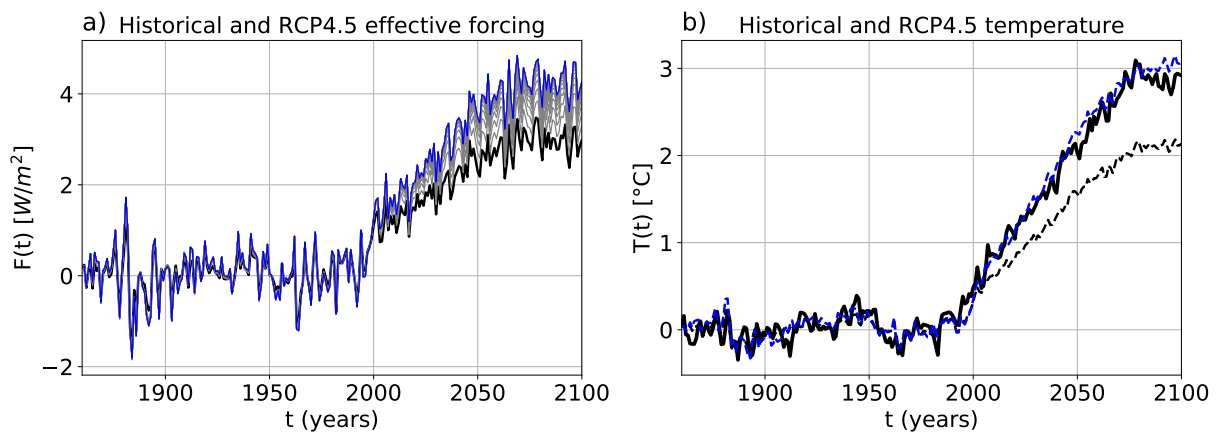 a) Historical and RCP4.5 effective forcing
F(t) [W/m²]
4
2
0
−2
1900 1950 2000 2050 2100
t (years)
b) Historical and RCP4.5 temperature
T(t) [°C]
3
2
1
0
1900 1950 2000 2050 2100
t (years)